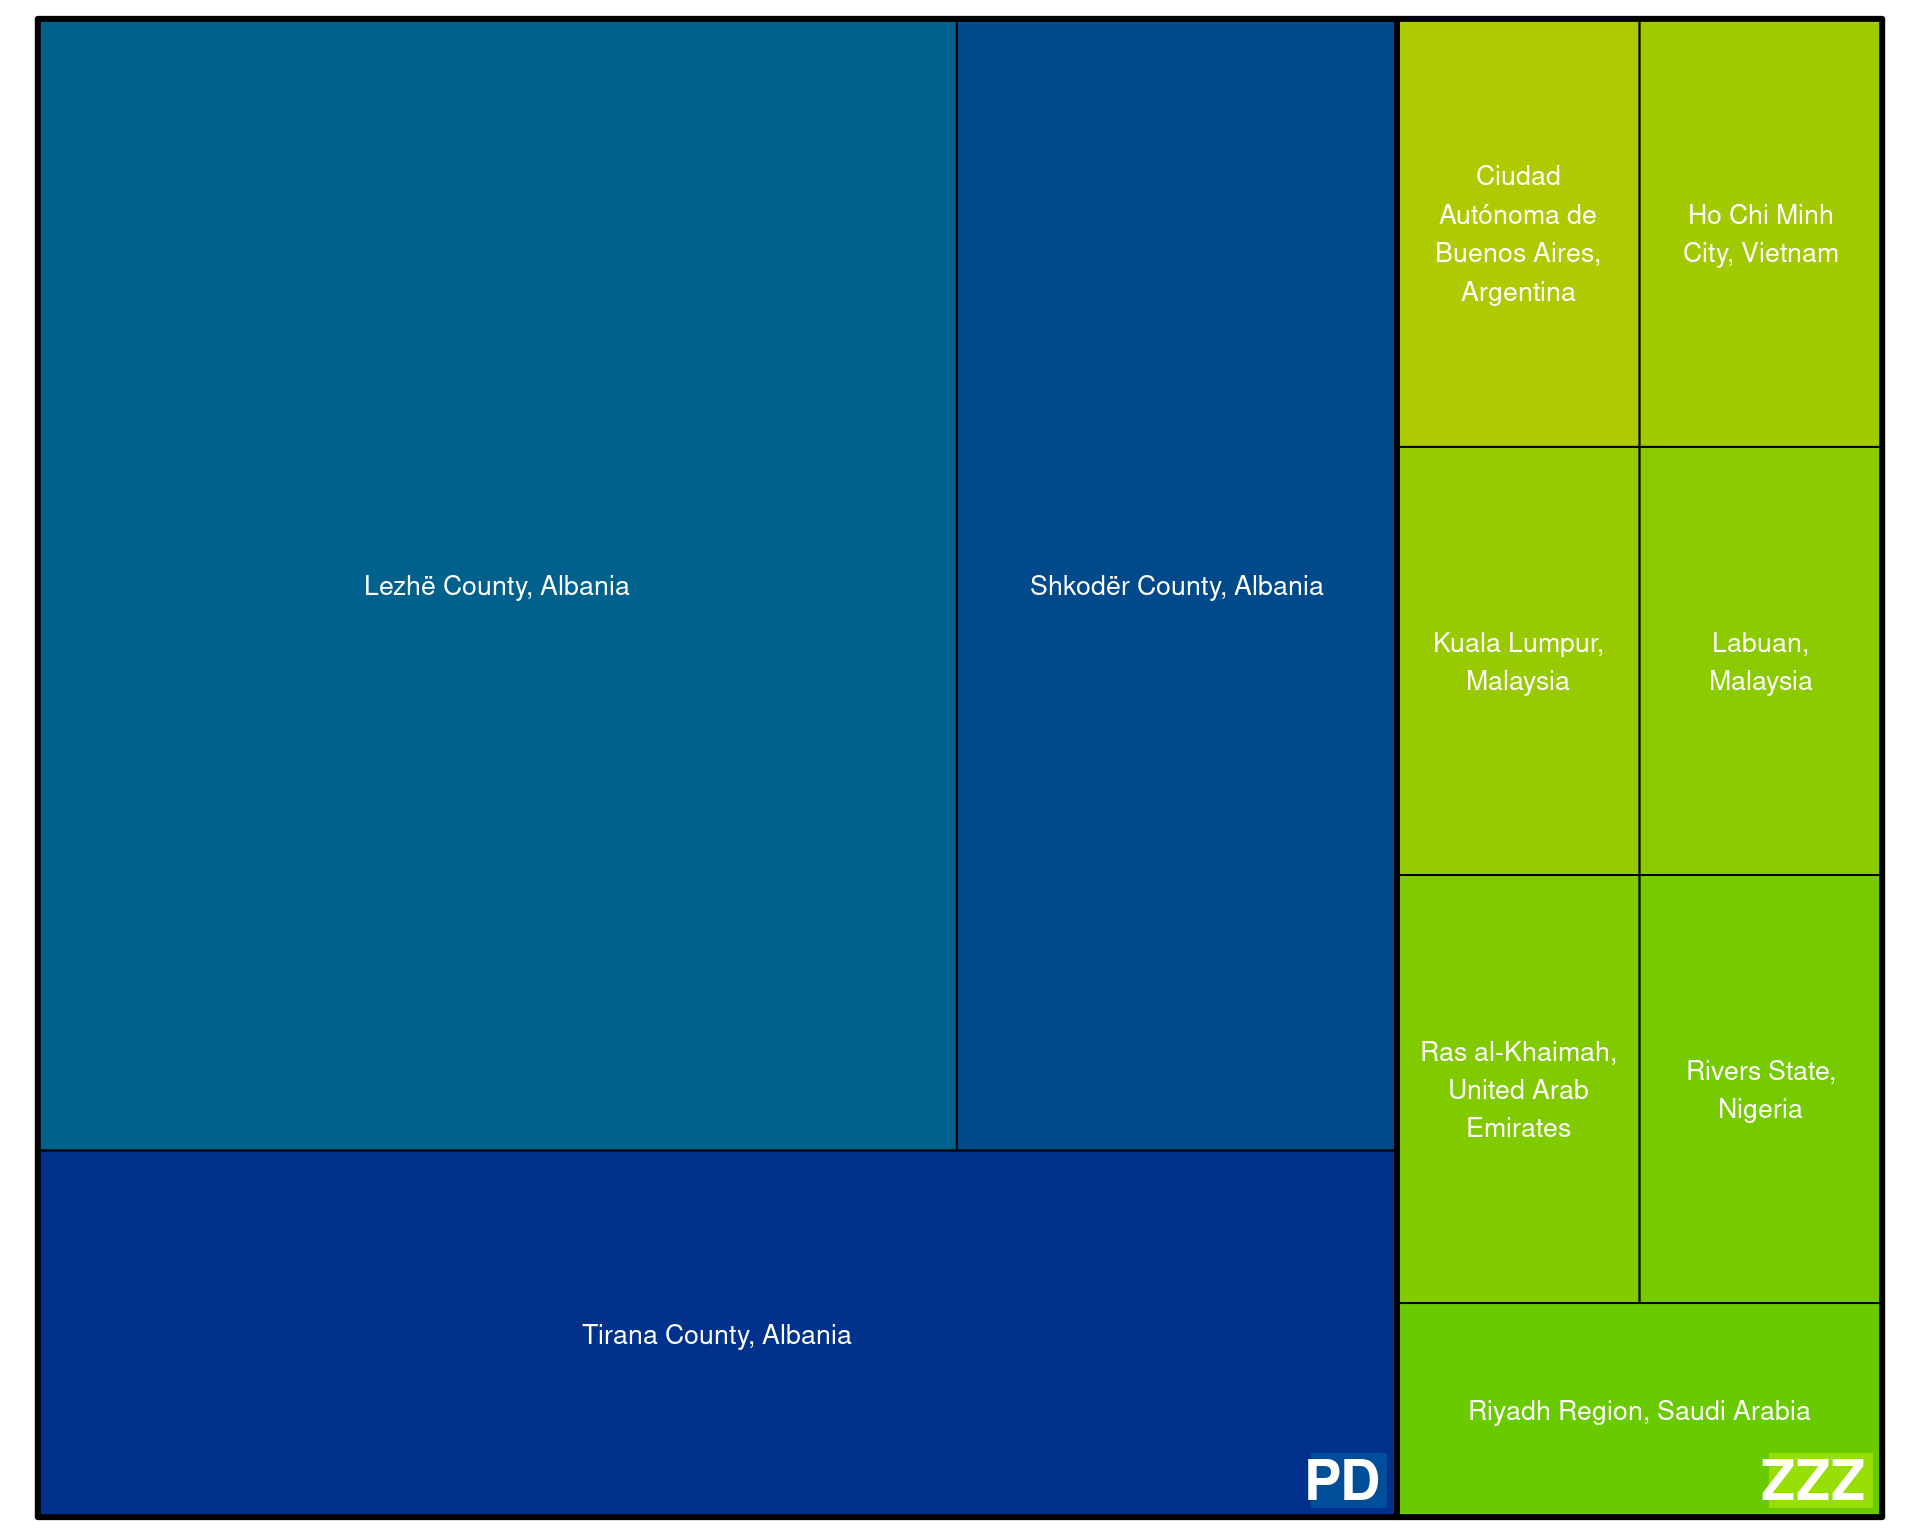 Lezhë County, Albania
Shkodër County, Albania
Tirana County, Albania
PD
Ciudad
Autónoma de
Buenos Aires,
Argentina
Ho Chi Minh
City, Vietnam
Kuala Lumpur,
Malaysia
Labuan,
Malaysia
Ras al-Khaimah,
United Arab
Emirates
Rivers State,
Nigeria
Riyadh Region, Saudi Arabia
ZZZ